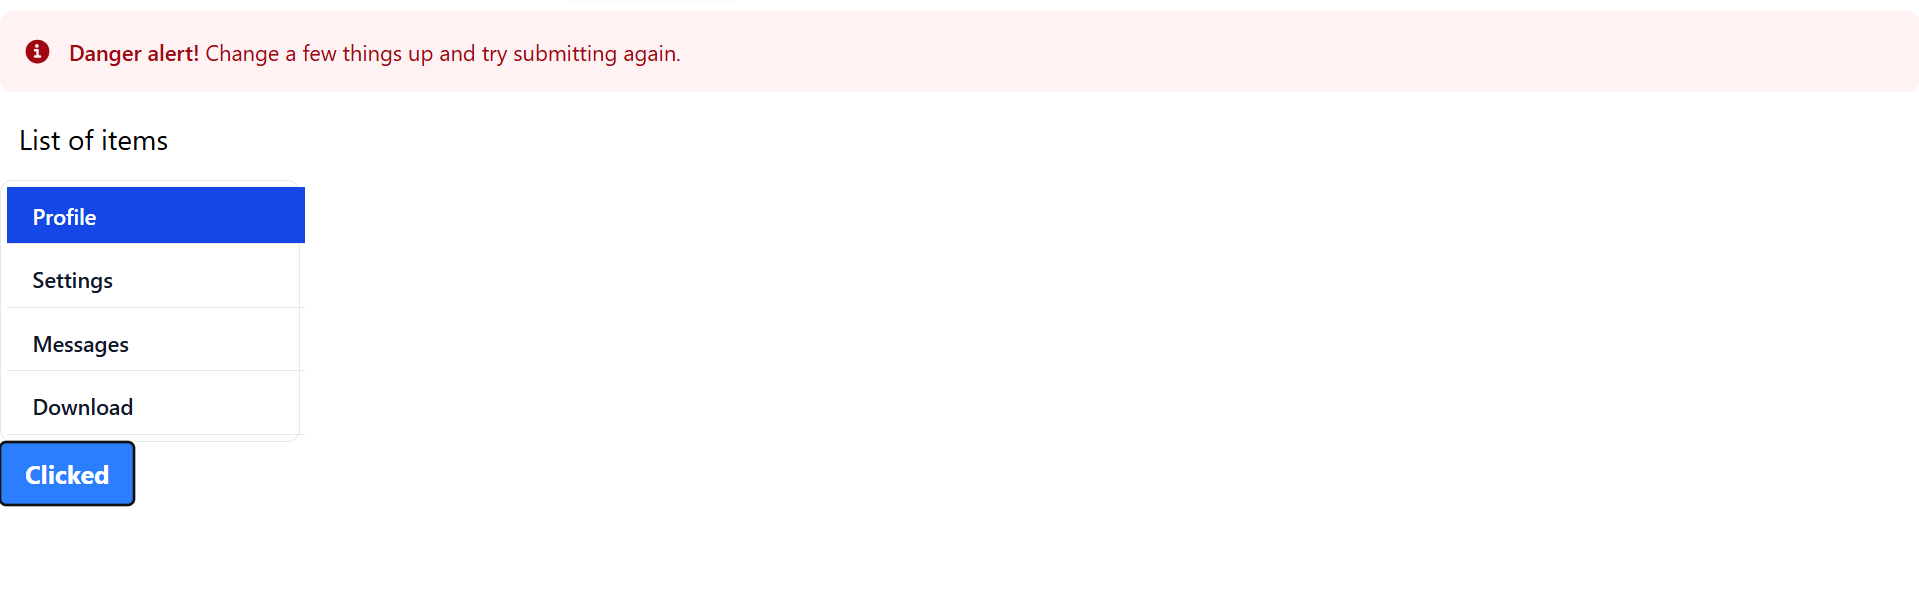 Danger alert! Change a few things up and try submitting again.
List of items
Profile
Settings
Messages
Download
Clicked